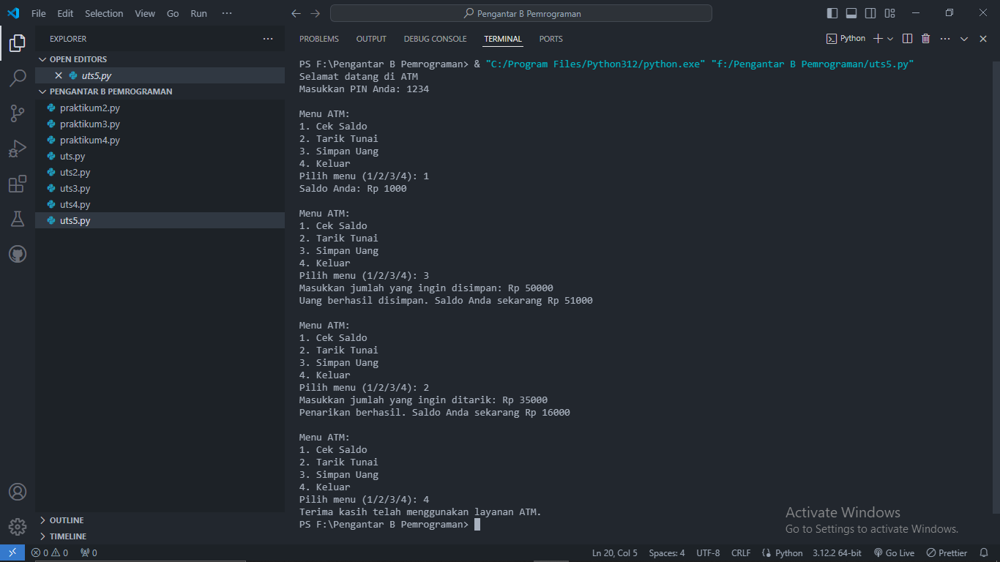 File Edit Selection View Go Run ···
Pengantar B Pemrograman
EXPLORER ···
OPEN EDITORS
uts5.py
PENGANTAR B PEMROGRAMAN
praktikum2.py
praktikum3.py
praktikum4.py
uts.py
uts2.py
uts3.py
uts4.py
uts5.py
OUTLINE
TIMELINE
PROBLEMS OUTPUT DEBUG CONSOLE TERMINAL PORTS
Python
PS F:\Pengantar B Pemrograman> & "C:/Program Files/Python312/python.exe" "f:/Pengantar B Pemrograman/uts5.py"
Selamat datang di ATM
Masukkan PIN Anda: 1234

Menu ATM:
1. Cek Saldo
2. Tarik Tunai
3. Simpan Uang
4. Keluar
Pilih menu (1/2/3/4): 1
Saldo Anda: Rp 1000

Menu ATM:
1. Cek Saldo
2. Tarik Tunai
3. Simpan Uang
4. Keluar
Pilih menu (1/2/3/4): 3
Masukkan jumlah yang ingin disimpan: Rp 50000
Uang berhasil disimpan. Saldo Anda sekarang Rp 51000

Menu ATM:
1. Cek Saldo
2. Tarik Tunai
3. Simpan Uang
4. Keluar
Pilih menu (1/2/3/4): 2
Masukkan jumlah yang ingin ditarik: Rp 35000
Penarikan berhasil. Saldo Anda sekarang Rp 16000

Menu ATM:
1. Cek Saldo
2. Tarik Tunai
3. Simpan Uang
4. Keluar
Pilih menu (1/2/3/4): 4
Terima kasih telah menggunakan layanan ATM.
PS F:\Pengantar B Pemrograman>
Activate Windows
Go to Settings to activate Windows.
0 0 0 Ln 20, Col 5 Spaces: 4 UTF-8 CRLF Python 3.12.2 64-bit Go Live Prettier